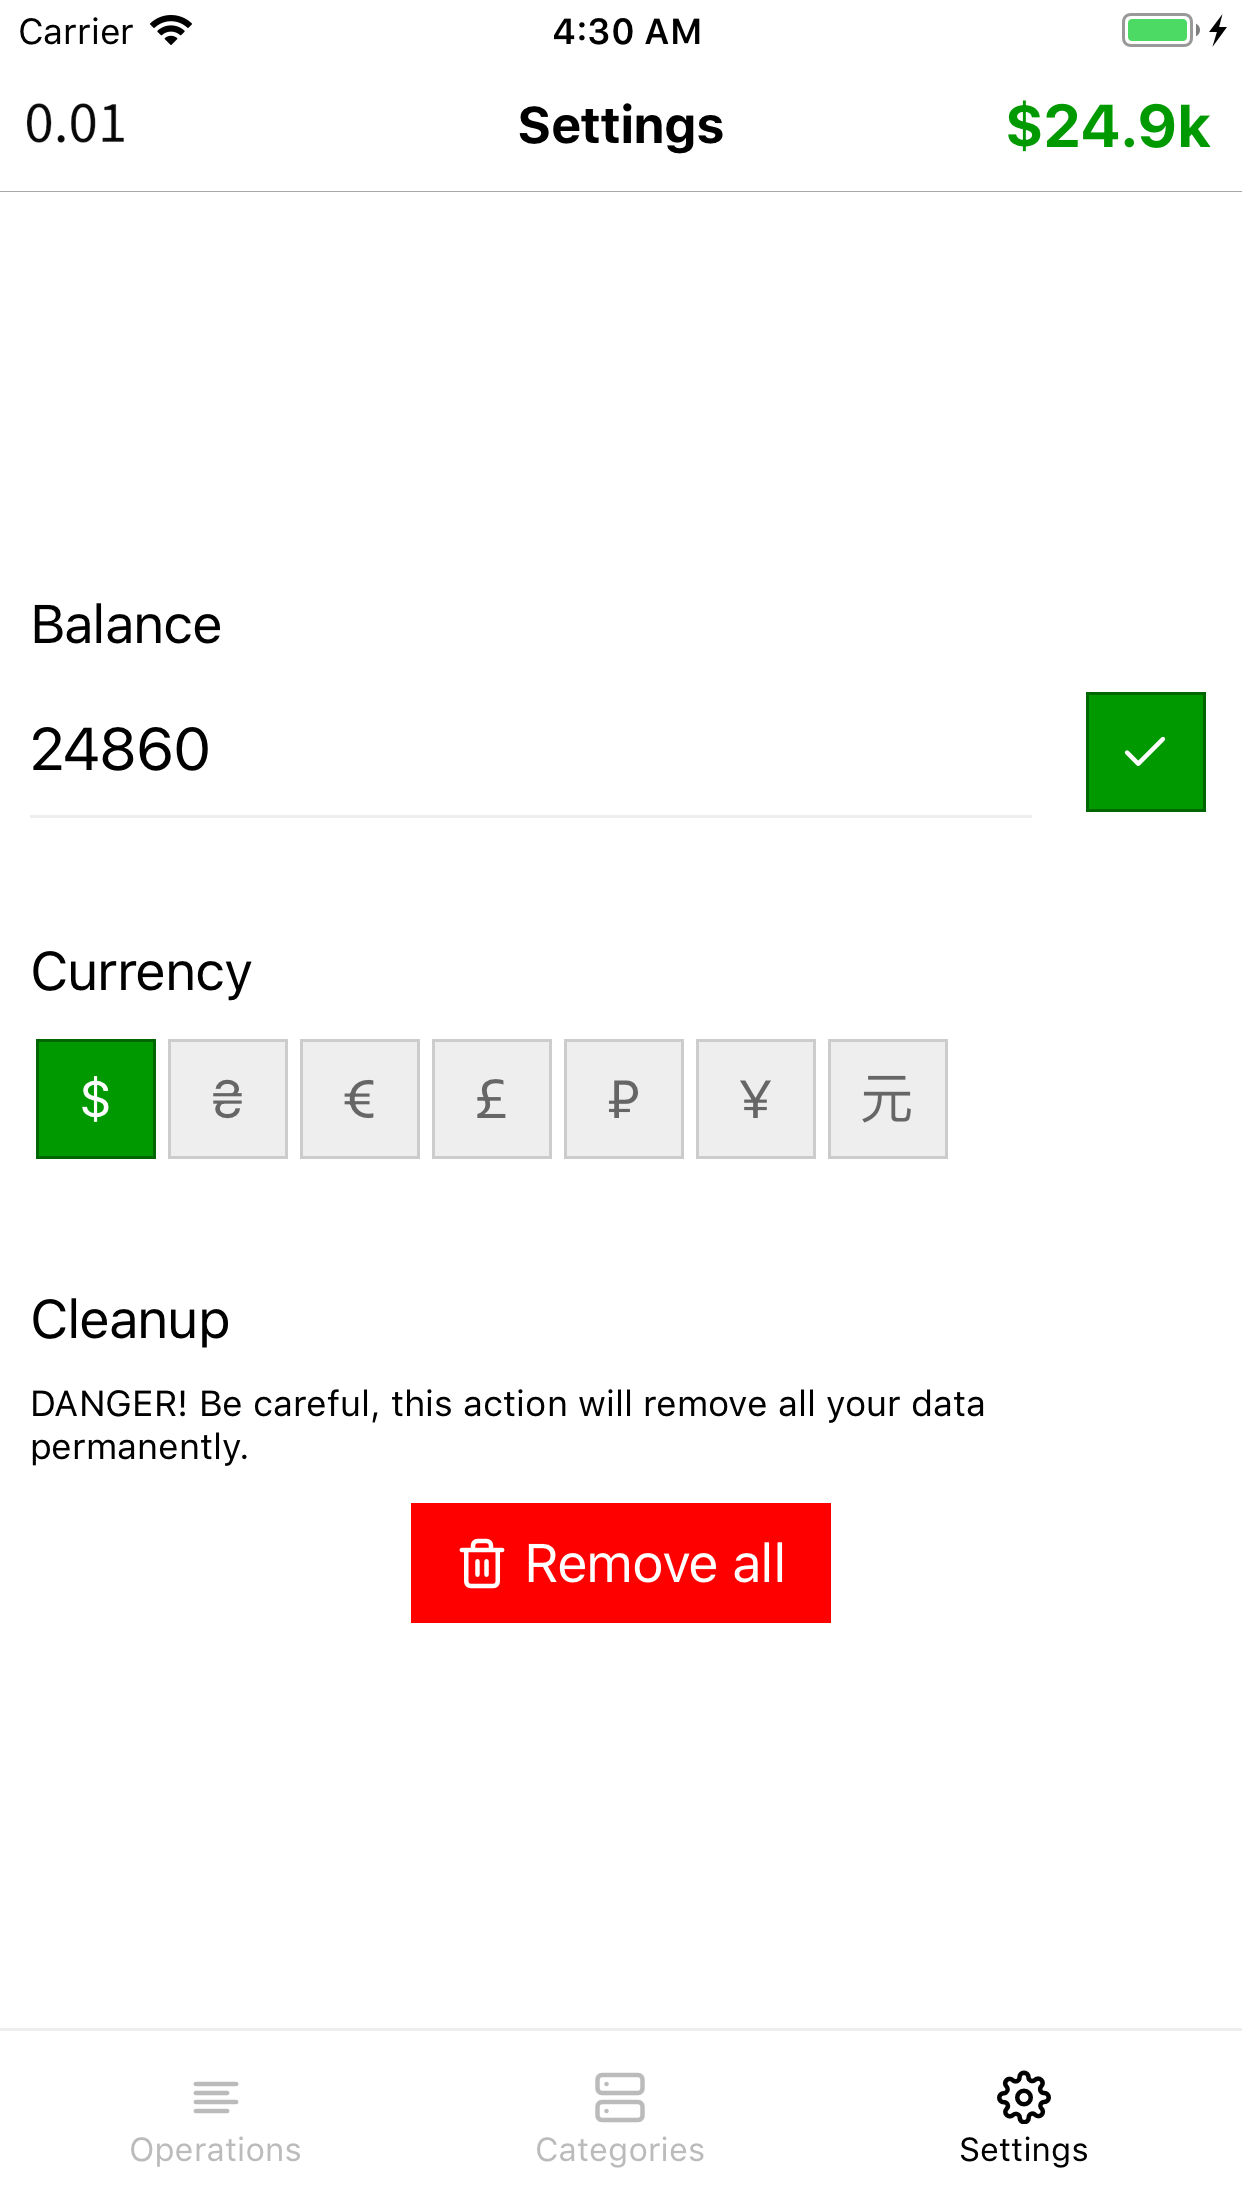 Carrier 4:30 AM
0.01 Settings $24.9k
Balance
24860
Currency
$ ₴ € £ ₽ ¥ 元
Cleanup
DANGER! Be careful, this action will remove all your data
permanently.
Remove all
Operations Categories Settings